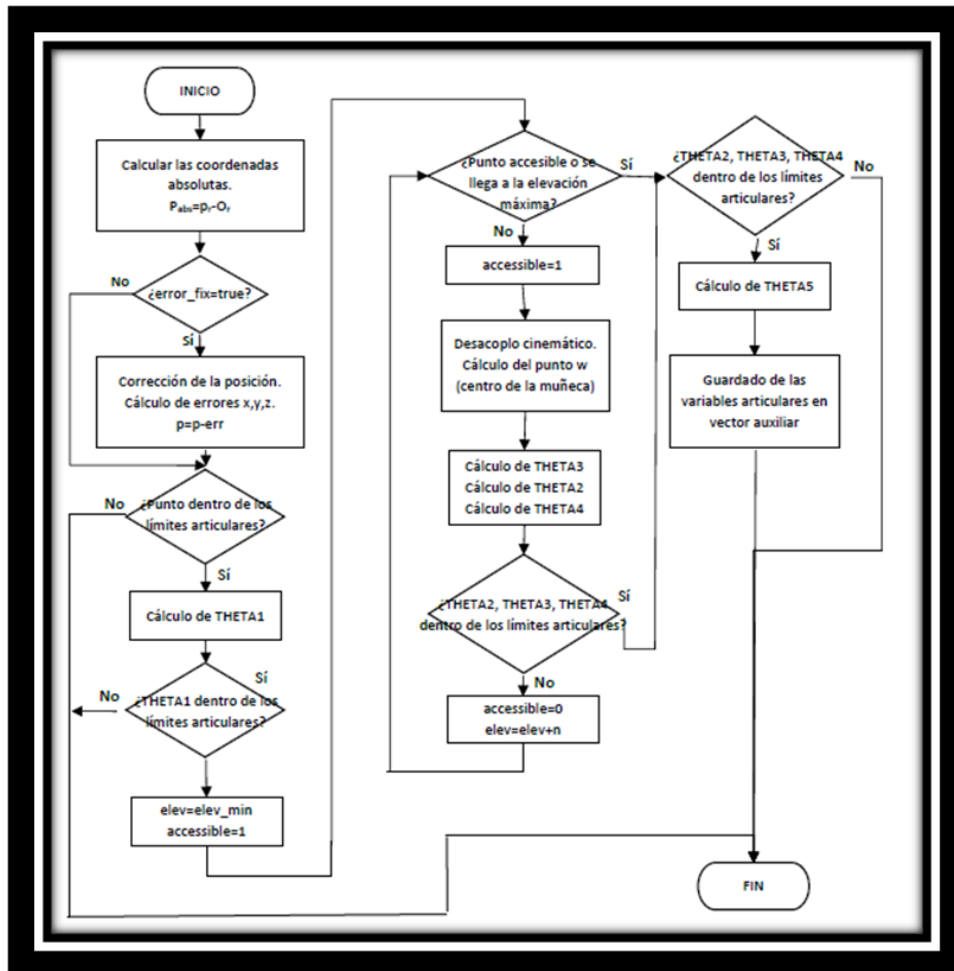 INICIO
Calcular las coordenadas
absolutas.
Pabs=pr-Or
No
¿error_fix=true?
Sí
Corrección de la posición.
Cálculo de errores x,y,z.
p=p-err
No
¿Punto dentro de los
límites articulares?
Sí
Cálculo de THETA1
Sí
No
¿THETA1 dentro de los
límites articulares?
elev=elev_min
accessible=1
¿Punto accesible o se
llega a la elevación
máxima?
Sí
No
accessible=1
Desacoplo cinemático.
Cálculo del punto w
(centro de la muñeca)
Cálculo de THETA3
Cálculo de THETA2
Cálculo de THETA4
¿THETA2, THETA3, THETA4
dentro de los límites articulares?
Sí
No
accessible=0
elev=elev+n
¿THETA2, THETA3, THETA4
dentro de los límites
articulares?
No
Sí
Cálculo de THETA5
Guardado de las
variables articulares en
vector auxiliar
FIN